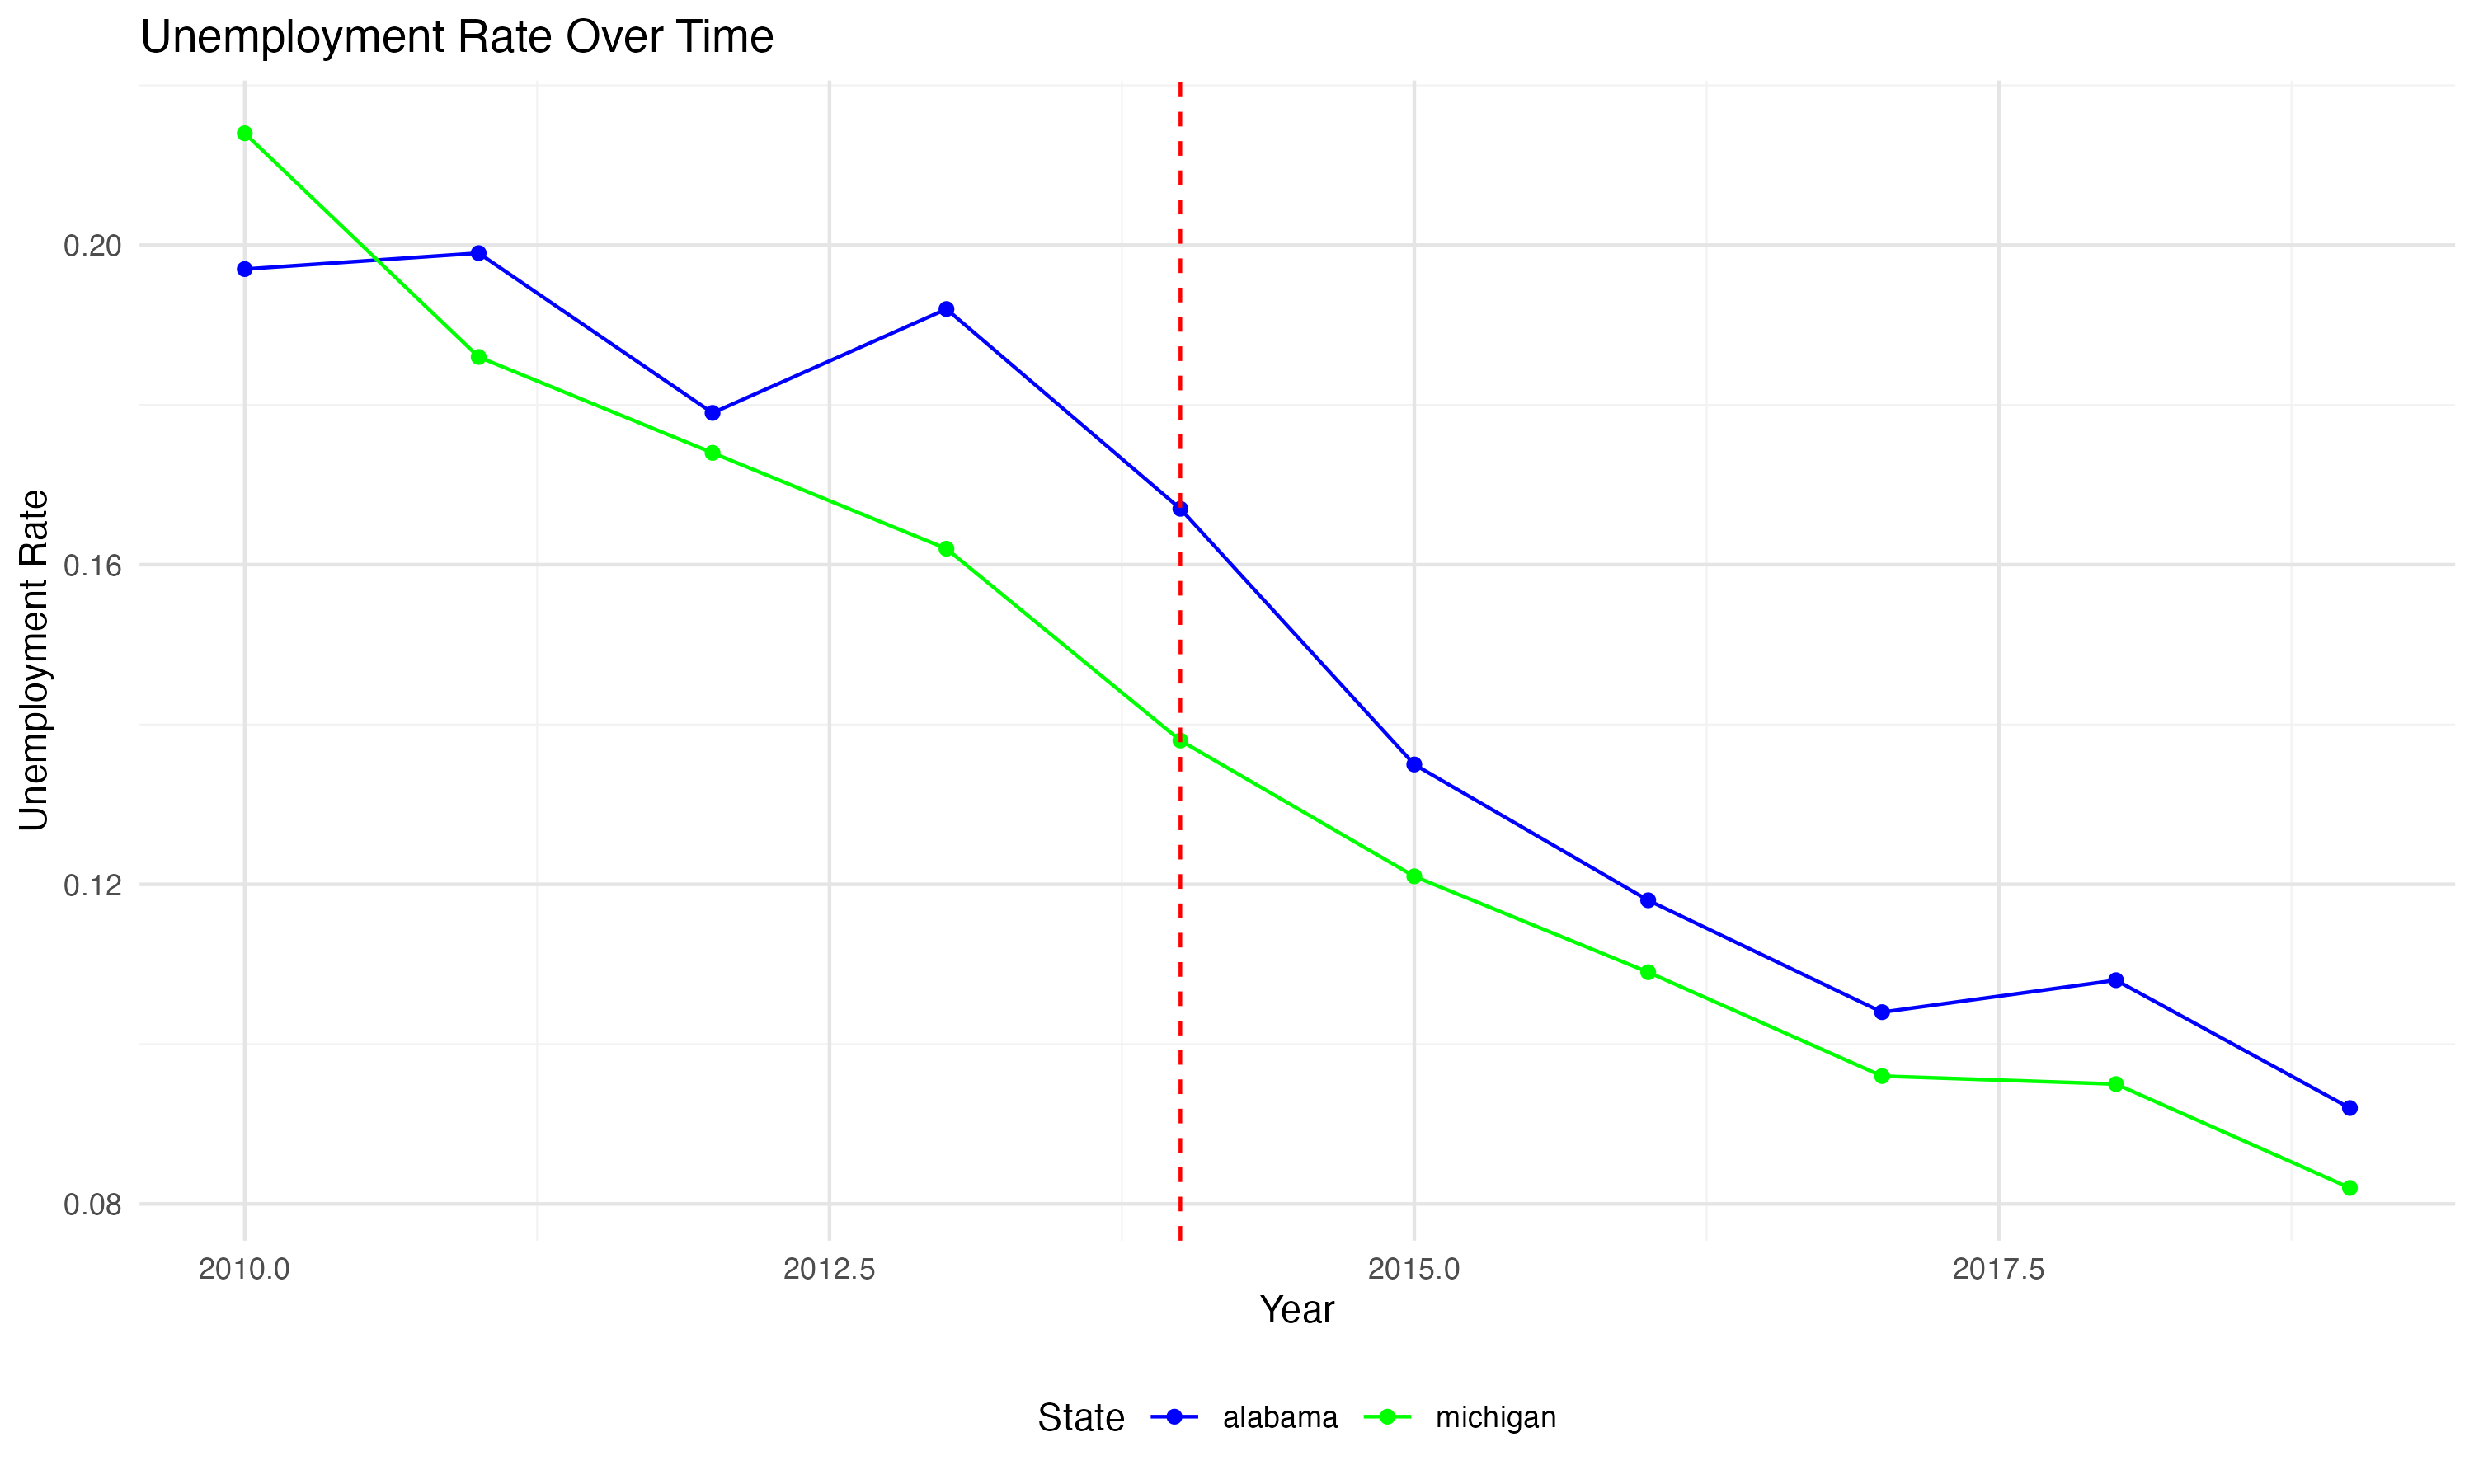 Unemployment Rate Over Time
Unemployment Rate
0.20
0.16
0.12
0.08
2010.0 2012.5 2015.0 2017.5
Year
State alabama michigan